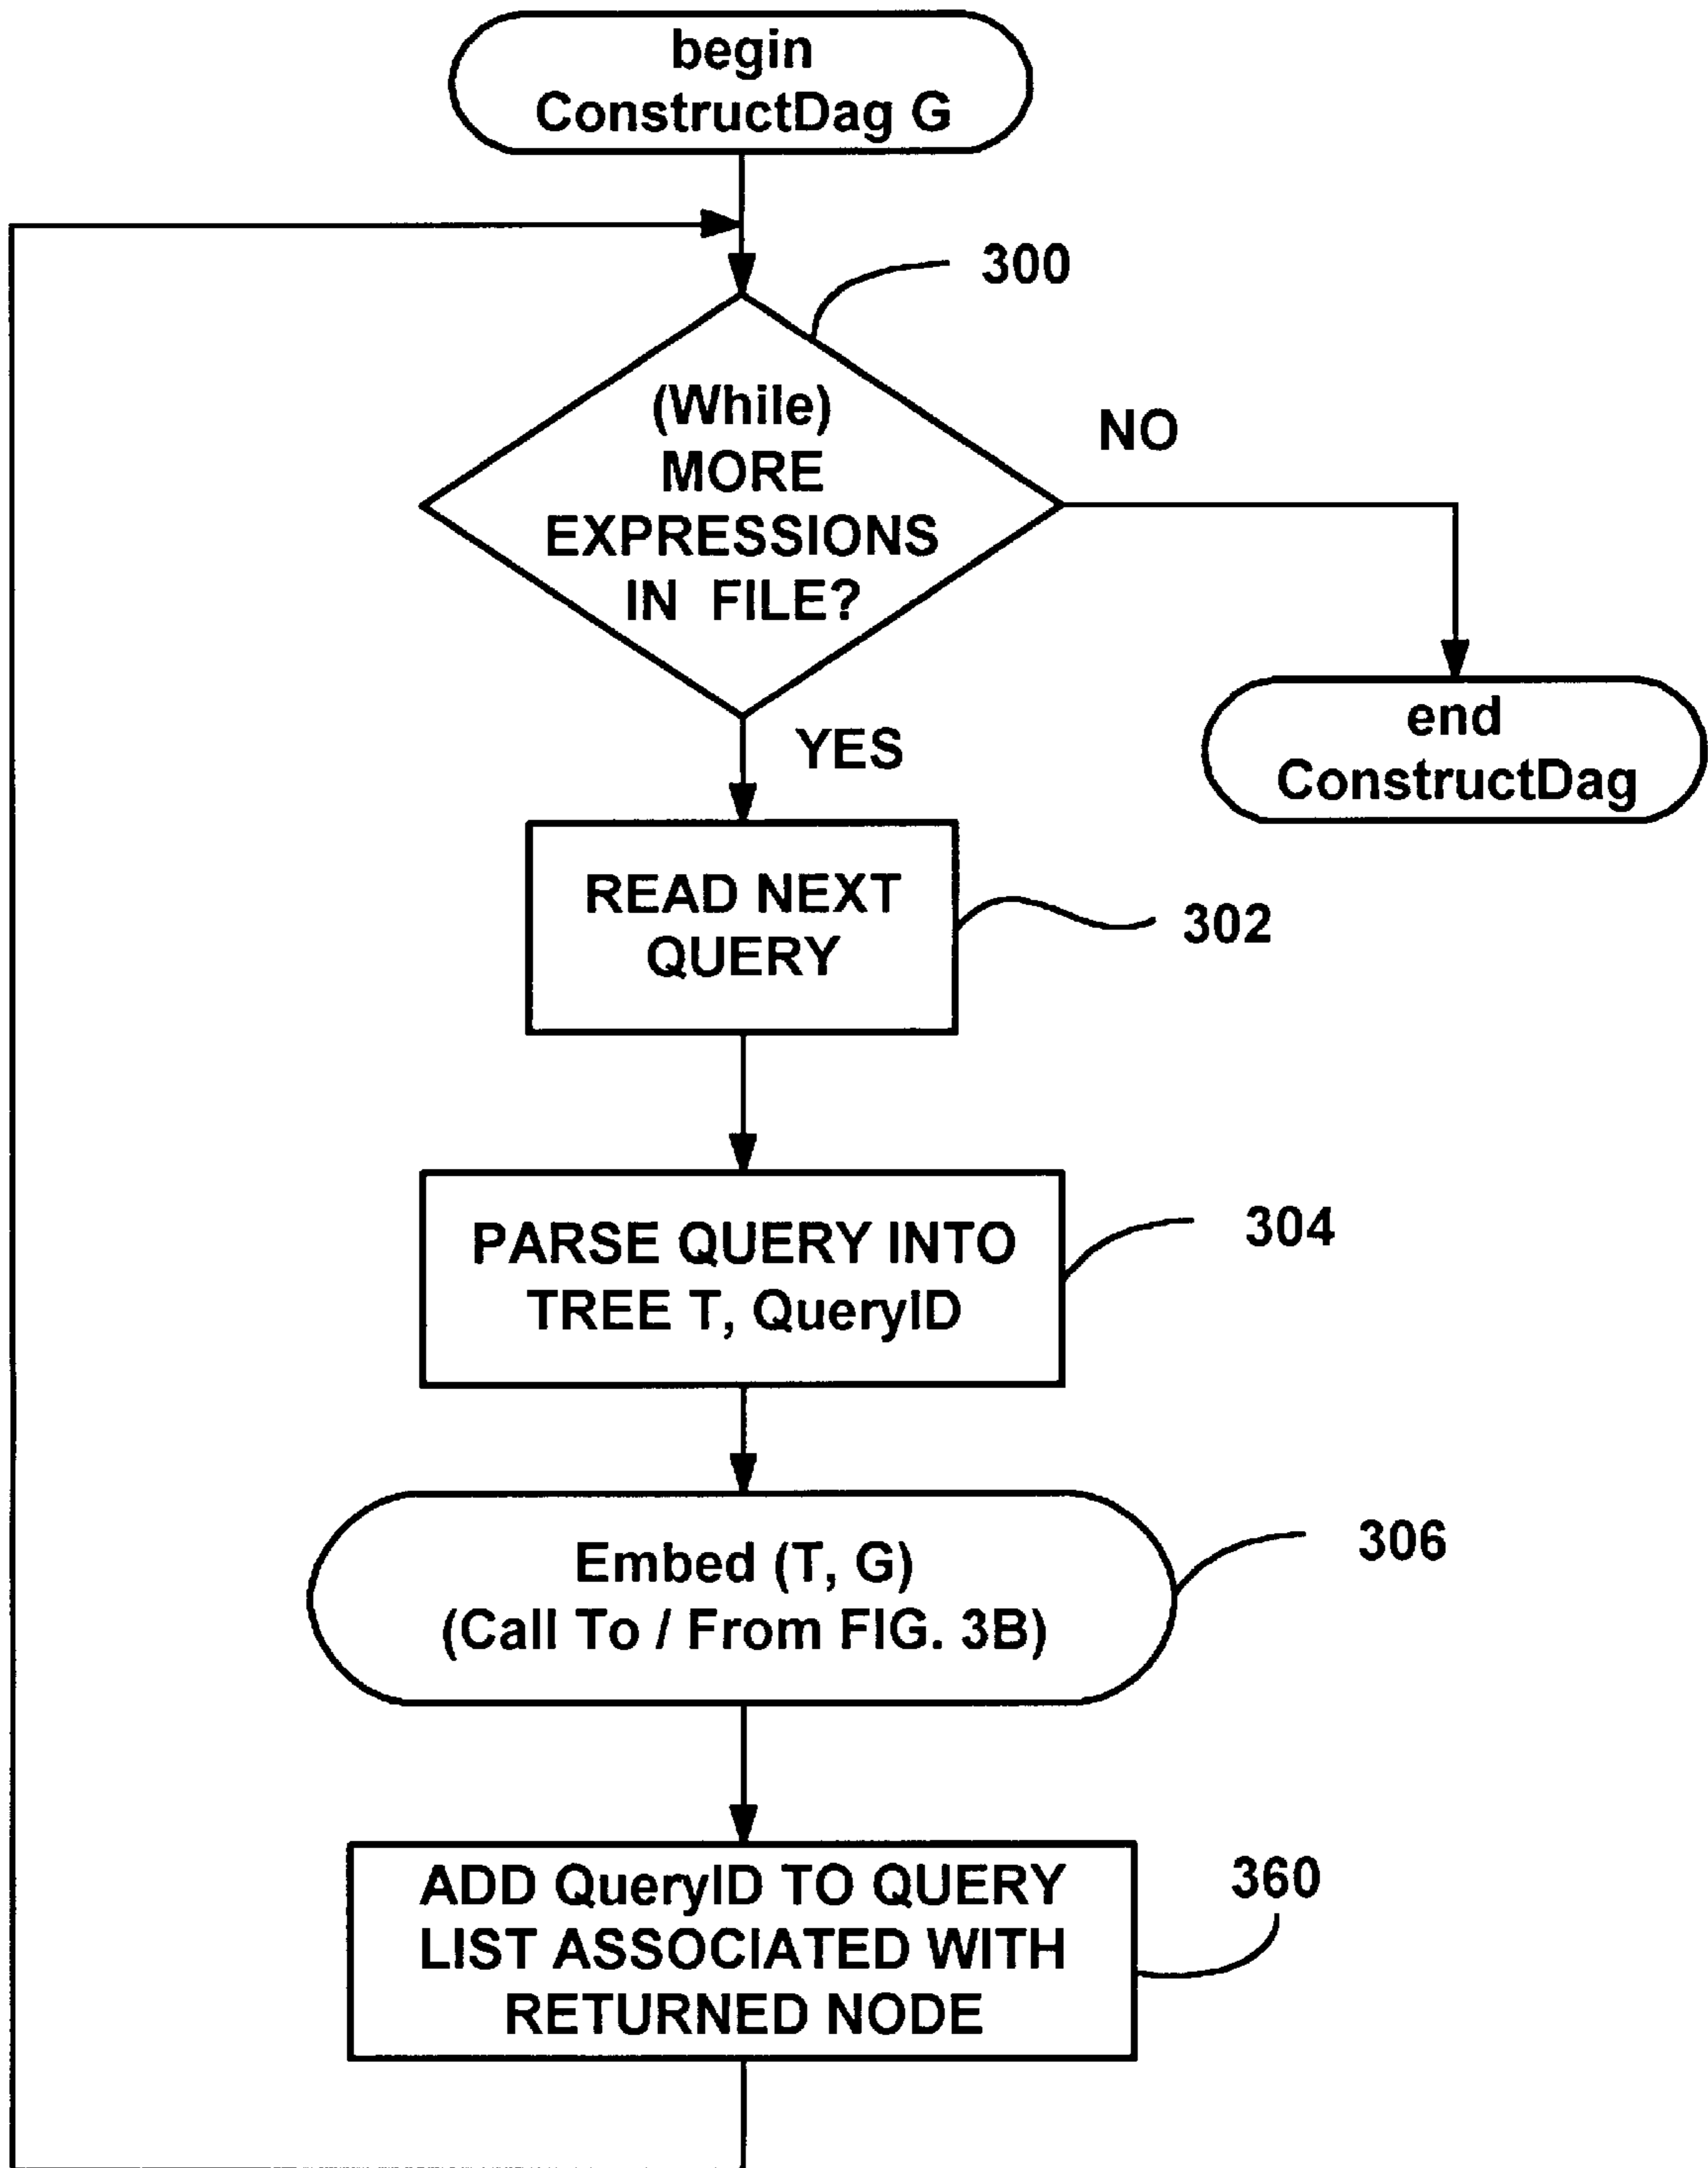 begin
ConstructDag G
300
(While)
MORE
EXPRESSIONS
IN FILE?
NO
YES
end
ConstructDag
READ NEXT
QUERY
302
PARSE QUERY INTO
TREE T, QueryID
304
Embed (T, G)
(Call To / From FIG. 3B)
306
ADD QueryID TO QUERY
LIST ASSOCIATED WITH
RETURNED NODE
360